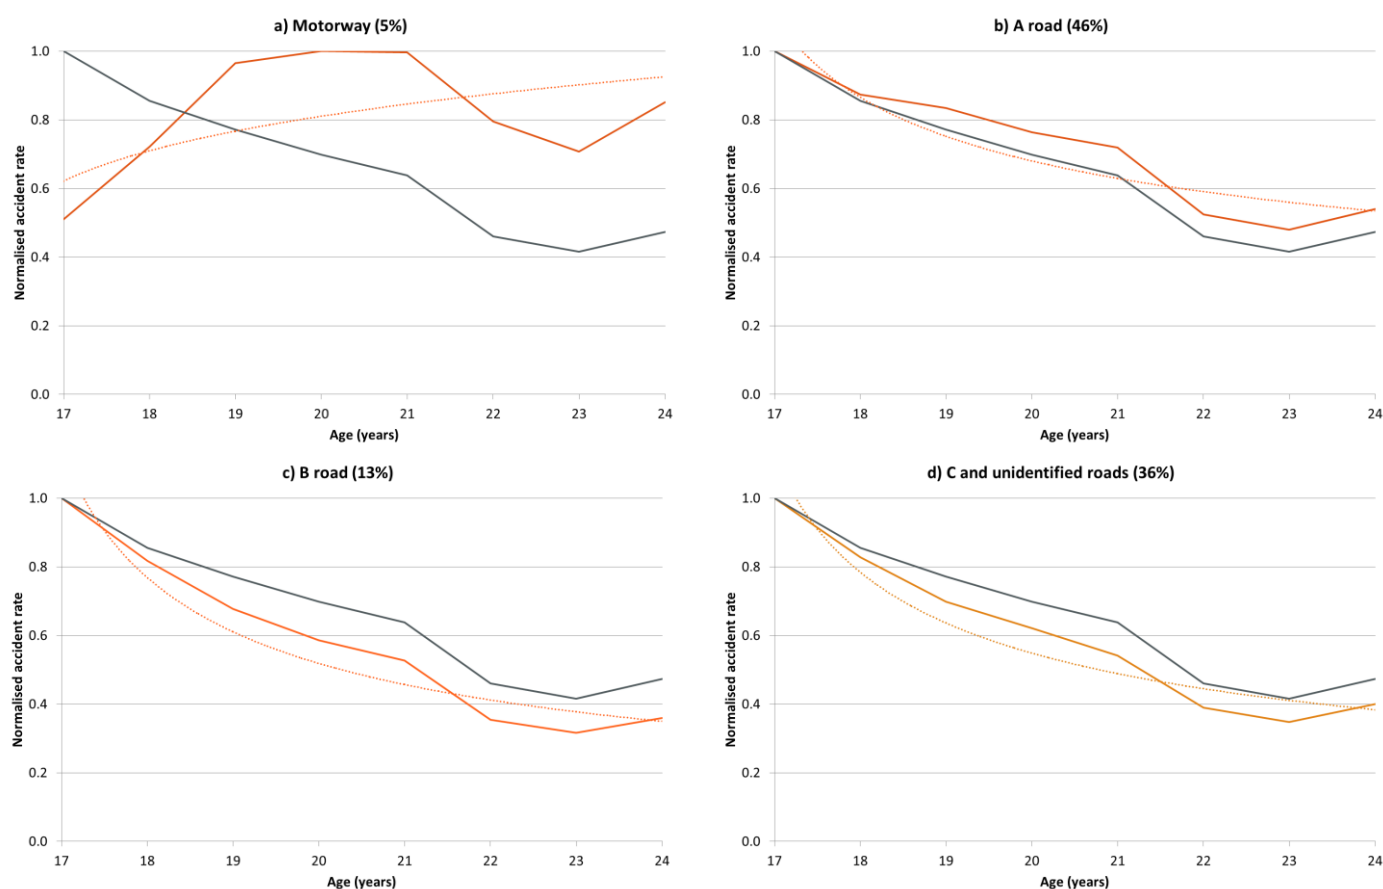 a) Motorway (5%)
Normalised accident rate
1.0
0.8
0.6
0.4
0.2
0.0
17 18 19 20 21 22 23 24
Age (years)
b) A road (46%)
Normalised accident rate
1.0
0.8
0.6
0.4
0.2
0.0
17 18 19 20 21 22 23 24
Age (years)
c) B road (13%)
Normalised accident rate
1.0
0.8
0.6
0.4
0.2
0.0
17 18 19 20 21 22 23 24
Age (years)
d) C and unidentified roads (36%)
Normalised accident rate
1.0
0.8
0.6
0.4
0.2
0.0
17 18 19 20 21 22 23 24
Age (years)